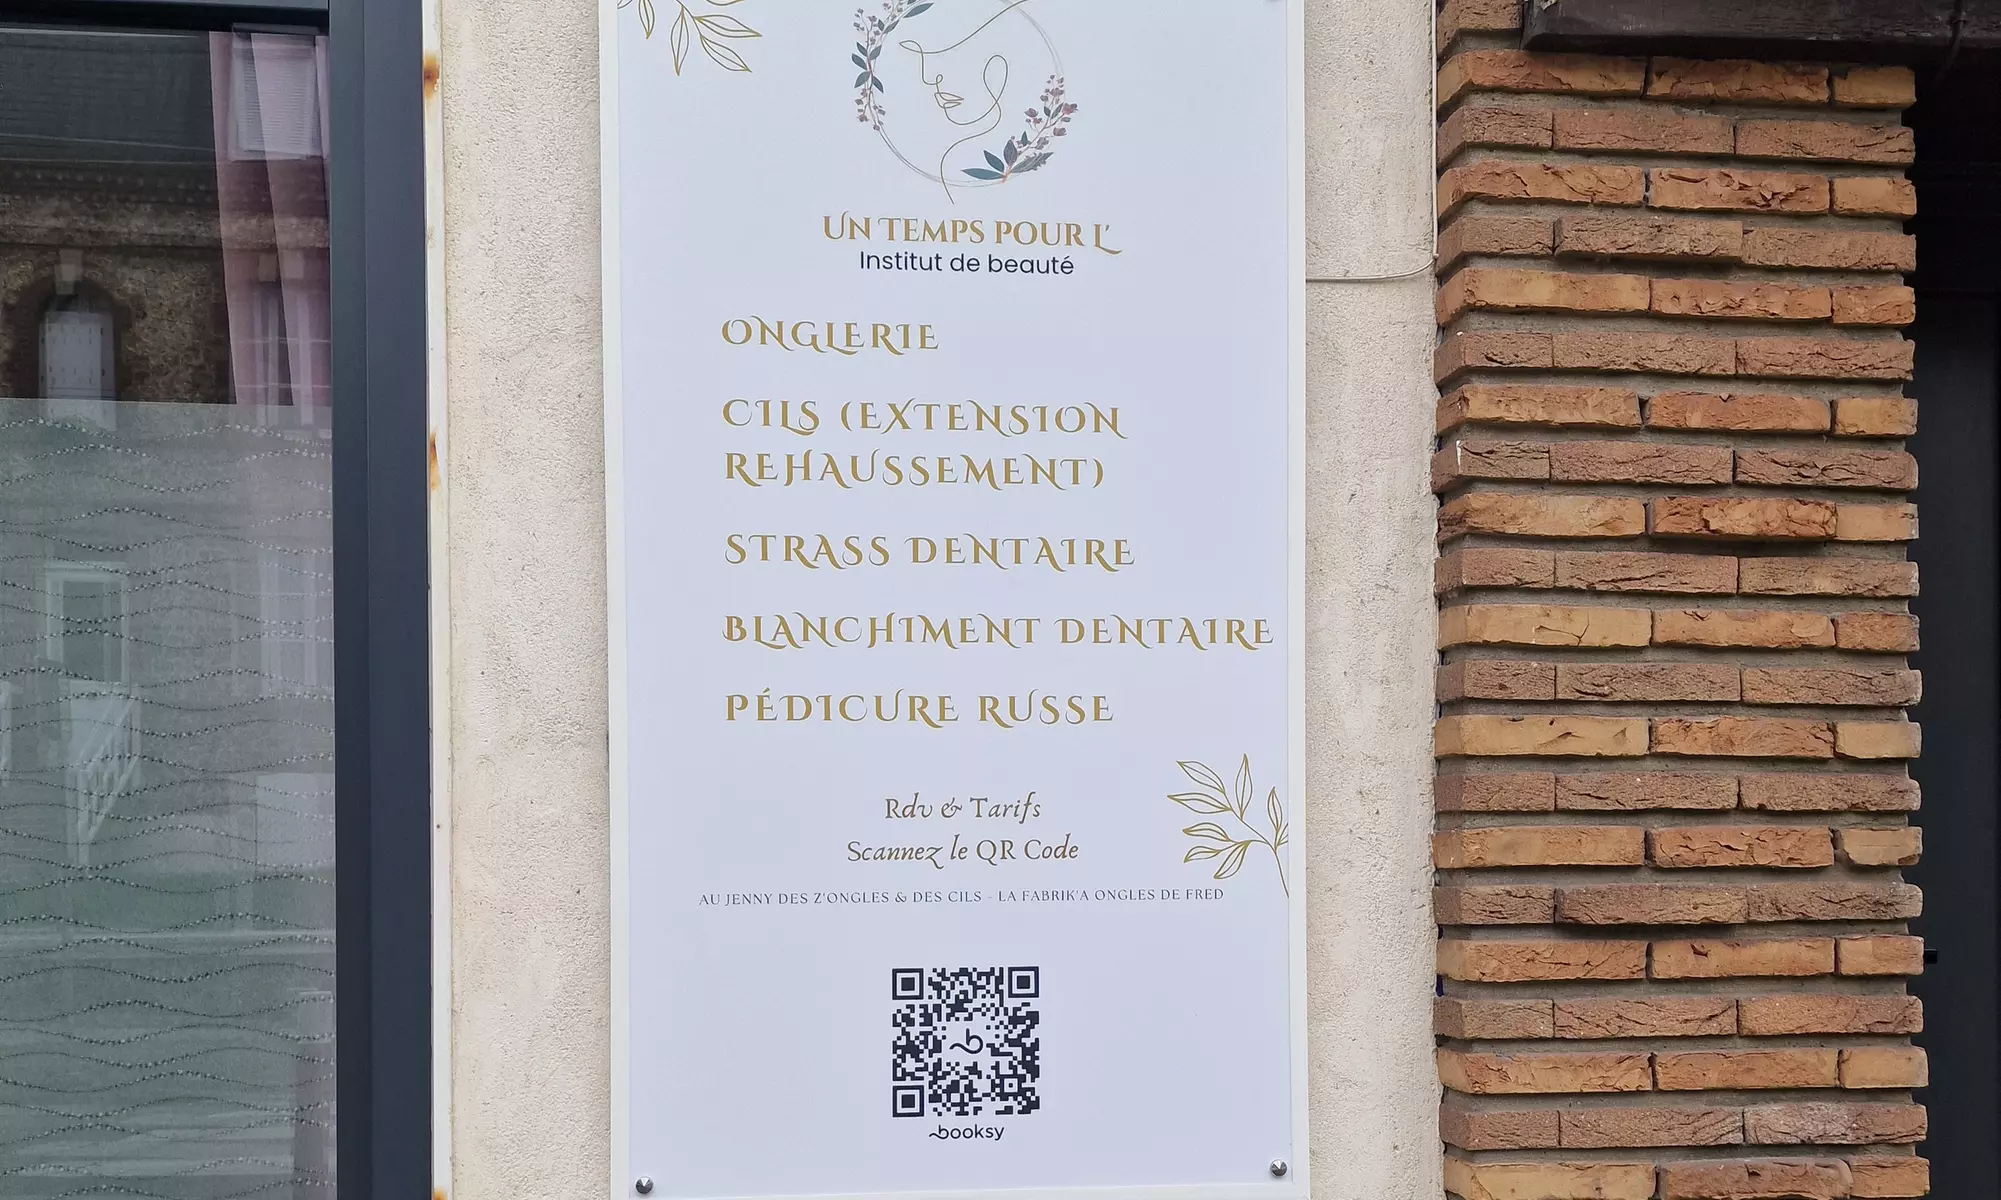 UN TEMPS POUR L'
Institut de beauté
ONGLERIE
CILS (EXTENSION
REHAUSSEMENT)
STRASS DENTAIRE
BLANCHIMENT DENTAIRE
PÉDICURE RUSSE
Rdv & Tarifs
Scannez le QR Code
AU JENNY DES Z'ONGLES & DES CILS - LA FABRIK'A ONGLES DE FRED
b
booksy